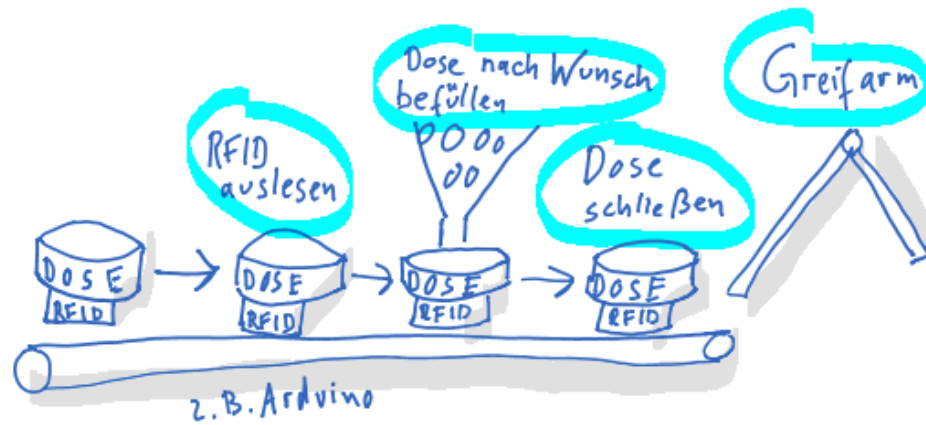 RFID
auslesen
Dose nach Wunsch
befüllen
Dose
schließen
Greifarm
DOSE
RFID
DOSE
RFID
DOSE
RFID
DOSE
RFID
z.B. Arduino